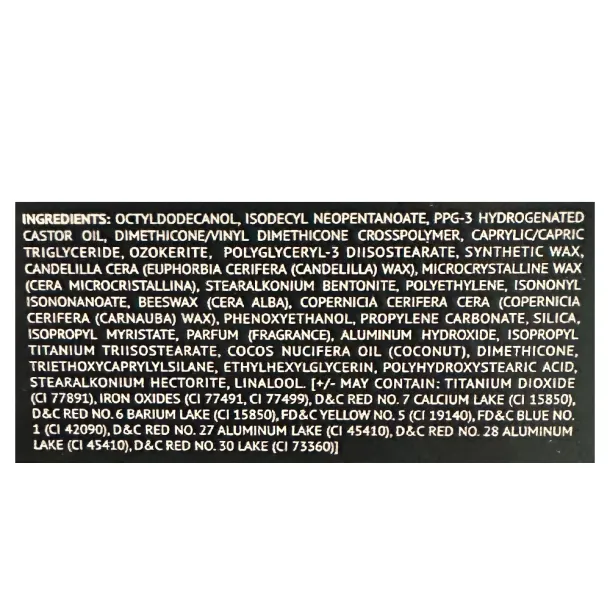 INGREDIENTS: OCTYLDODECANOL, ISODECYL NEOPENTANOATE, PPG-3 HYDROGENATED
CASTOR OIL, DIMETHICONE/VINYL DIMETHICONE CROSSPOLYMER, CAPRYLIC/CAPRIC
TRIGLYCERIDE, OZOKERITE, POLYGLYCERYL-3 DIISOSTEARATE, SYNTHETIC WAX,
CANDELILLA CERA (EUPHORBIA CERIFERA (CANDELILLA) WAX), MICROCRYSTALLINE WAX
(CERA MICROCRISTALLINA), STEARALKONIUM BENTONITE, POLYETHYLENE, ISONONYL
ISONONANOATE, BEESWAX (CERA ALBA), COPERNICIA CERIFERA CERA (COPERNICIA
CERIFERA (CARNAUBA) WAX), PHENOXYETHANOL, PROPYLENE CARBONATE, SILICA,
ISOPROPYL MYRISTATE, PARFUM (FRAGRANCE), ALUMINUM HYDROXIDE, ISOPROPYL
TITANIUM TRIISOSTEARATE, COCOS NUCIFERA OIL (COCONUT), DIMETHICONE,
TRIETHOXYCAPRYLYLSILANE, ETHYLHEXYLGLYCERIN, POLYHYDROXYSTEARIC ACID,
STEARALKONIUM HECTORITE, LINALOOL. [+/- MAY CONTAIN: TITANIUM DIOXIDE
(CI 77891), IRON OXIDES (CI 77491, CI 77499), D&C RED NO. 7 CALCIUM LAKE (CI 15850),
D&C RED NO. 6 BARIUM LAKE (CI 15850), FD&C YELLOW NO. 5 (CI 19140), FD&C BLUE NO.
1 (CI 42090), D&C RED NO. 27 ALUMINUM LAKE (CI 45410), D&C RED NO. 28 ALUMINUM
LAKE (CI 45410), D&C RED NO. 30 LAKE (CI 73360)]